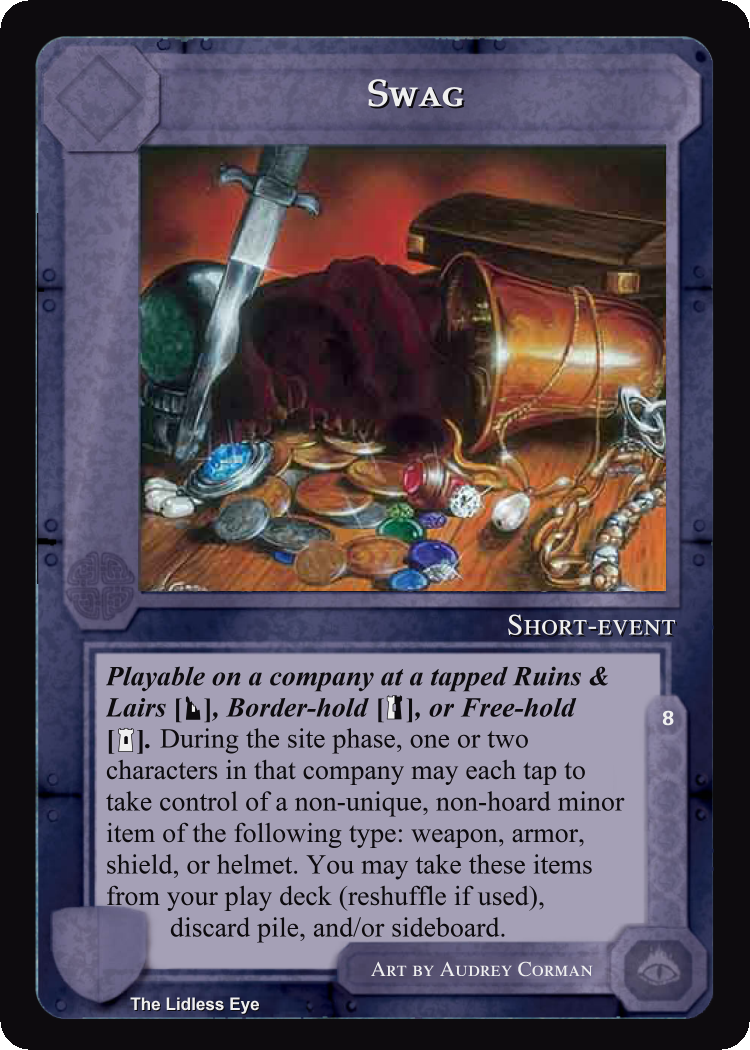 Swag
Short-event
Playable on a company at a tapped Ruins &
Lairs [], Border-hold [], or Free-hold
[]. During the site phase, one or two
characters in that company may each tap to
take control of a non-unique, non-hoard minor
item of the following type: weapon, armor,
shield, or helmet. You may take these items
from your play deck (reshuffle if used),
discard pile, and/or sideboard.
8
Art by Audrey Corman
The Lidless Eye